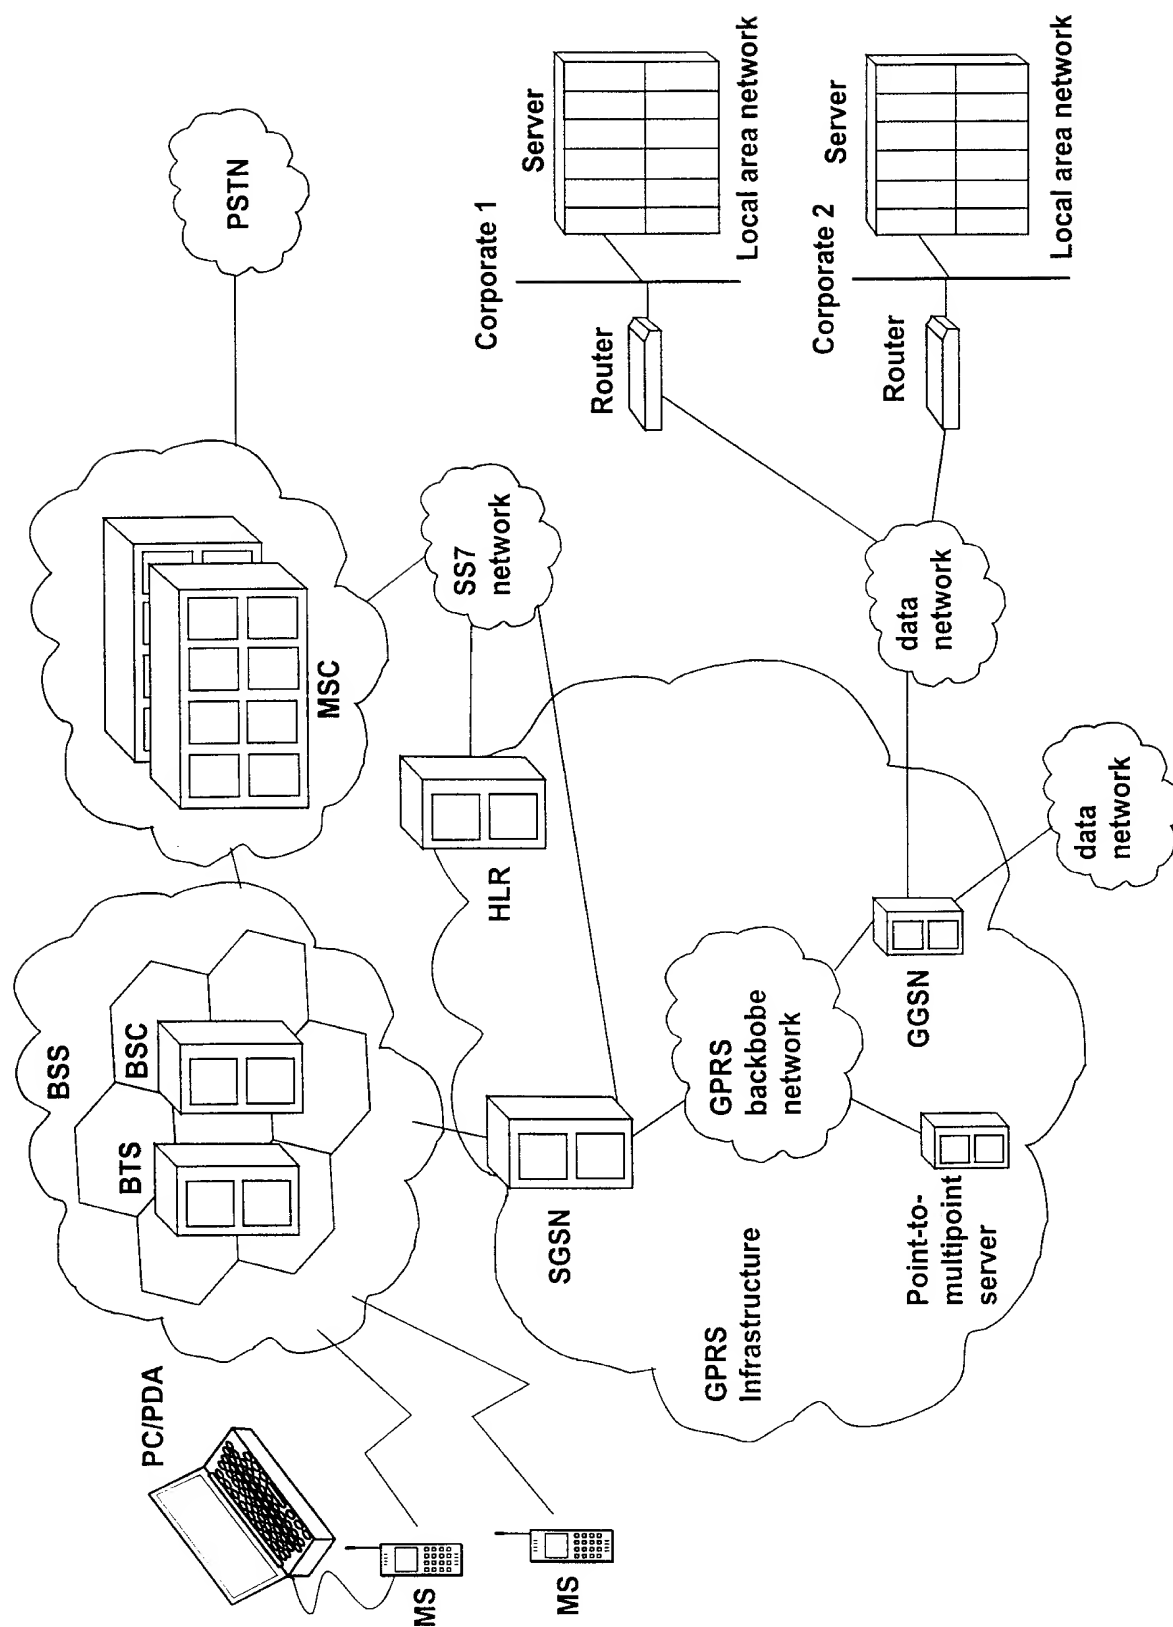 PC/PDA
MS
MS
BSS
BTS
BSC
MSC
PSTN
SS7
network
HLR
SGSN
GPRS
backbobe
network
GPRS
Infrastructure
Point-to-
multipoint
server
GGSN
data
network
data
network
Corporate 1
Router
Server
Local area network
Corporate 2
Router
Server
Local area network